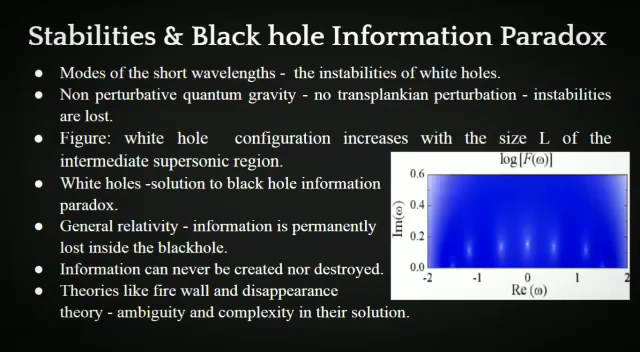 Stabilities & Black hole Information Paradox
● Modes of the short wavelengths - the instabilities of white holes.
● Non perturbative quantum gravity - no transplankian perturbation - instabilities
are lost.
● Figure: white hole configuration increases with the size L of the
intermediate supersonic region.
● White holes -solution to black hole information
paradox.
● General relativity - information is permanently
lost inside the blackhole.
● Information can never be created nor destroyed.
● Theories like fire wall and disappearance
theory - ambiguity and complexity in their solution.
log[F(ω)]
Im(ω)
0.6
0.4
0.2
0.0
-2 -1 0 1 2
Re (ω)